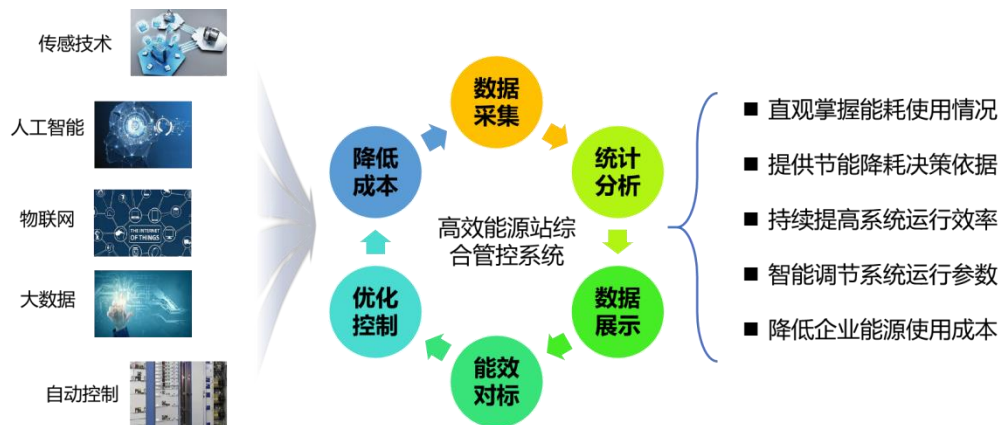 传感技术
人工智能
物联网
THE INTERNET
OF THINGS
大数据
自动控制
数据
采集
统计
分析
数据
展示
能效
对标
优化
控制
降低
成本
高效能源站综
合管控系统
■ 直观掌握能耗使用情况
■ 提供节能降耗决策依据
■ 持续提高系统运行效率
■ 智能调节系统运行参数
■ 降低企业能源使用成本